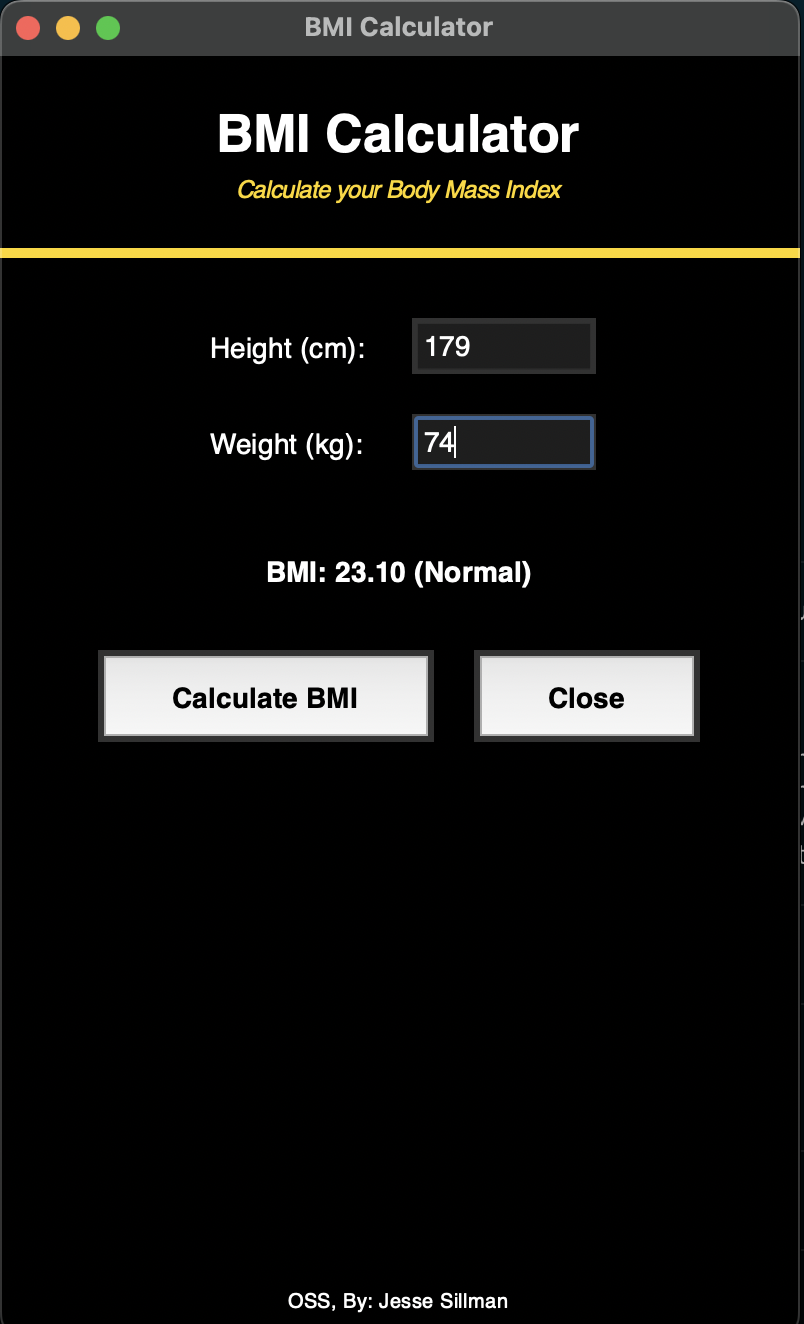 BMI Calculator
BMI Calculator
Calculate your Body Mass Index
Height (cm): 179
Weight (kg): 74
BMI: 23.10 (Normal)
Calculate BMI Close
OSS, By: Jesse Sillman